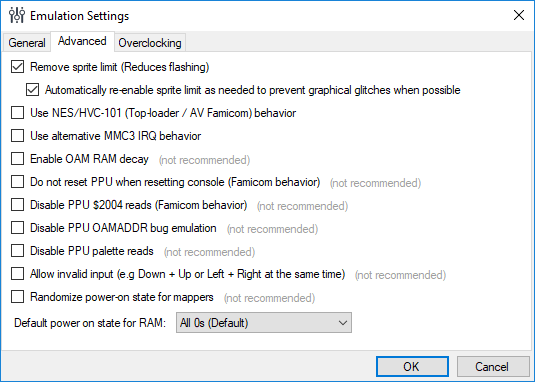 Emulation Settings
General Advanced Overclocking
Remove sprite limit (Reduces flashing)
Automatically re-enable sprite limit as needed to prevent graphical glitches when possible
Use NES/HVC-101 (Top-loader / AV Famicom) behavior
Use alternative MMC3 IRQ behavior
Enable OAM RAM decay (not recommended)
Do not reset PPU when resetting console (Famicom behavior) (not recommended)
Disable PPU $2004 reads (Famicom behavior) (not recommended)
Disable PPU OAMADDR bug emulation (not recommended)
Disable PPU palette reads (not recommended)
Allow invalid input (e.g Down + Up or Left + Right at the same time) (not recommended)
Randomize power-on state for mappers (not recommended)
Default power on state for RAM: All 0s (Default)
OK Cancel